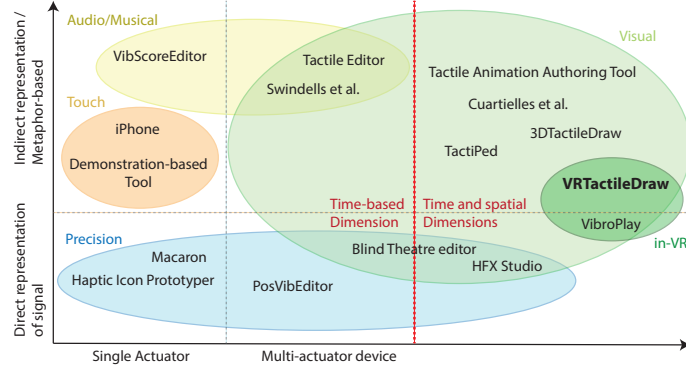 Audio/Musical
VibScoreEditor
Tactile Editor
Swindells et al.
Visual
Tactile Animation Authoring Tool
Cuartielles et al.
3DTactileDraw
TactiPed
Touch
iPhone
Demonstration-based
Tool
VRTactileDraw
VibroPlay
in-VR
Time-based
Dimension
Time and spatial
Dimensions
Precision
Macaron
Haptic Icon Prototyper
PosVibEditor
Blind Theatre editor
HFX Studio
Indirect representation /
Metaphor-based
Direct representation
of signal
Single Actuator
Multi-actuator device